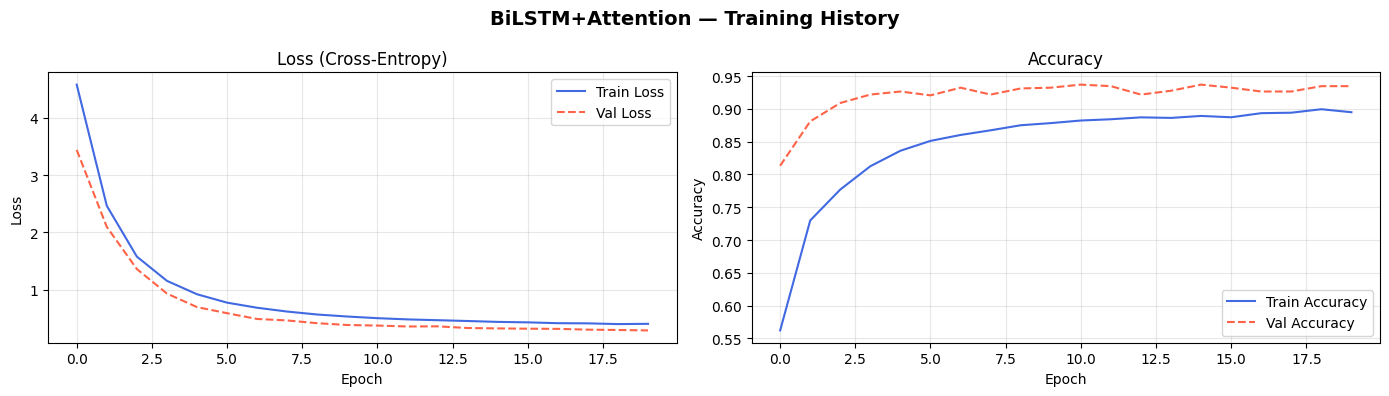 BiLSTM+Attention — Training History
Loss (Cross-Entropy)
Loss
4
3
2
1
0.0 2.5 5.0 7.5 10.0 12.5 15.0 17.5
Epoch
Train Loss
Val Loss
Accuracy
Accuracy
0.95
0.90
0.85
0.80
0.75
0.70
0.65
0.60
0.55
0.0 2.5 5.0 7.5 10.0 12.5 15.0 17.5
Epoch
Train Accuracy
Val Accuracy